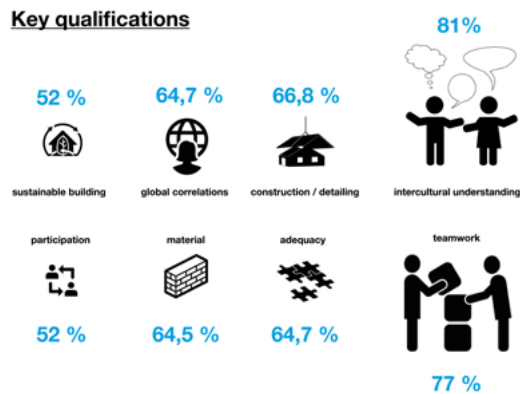 Key qualifications
81%
52 %
64,7 %
66,8 %
sustainable building
global correlations
construction / detailing
intercultural understanding
participation
material
adequacy
teamwork
52 %
64,5 %
64,7 %
77 %